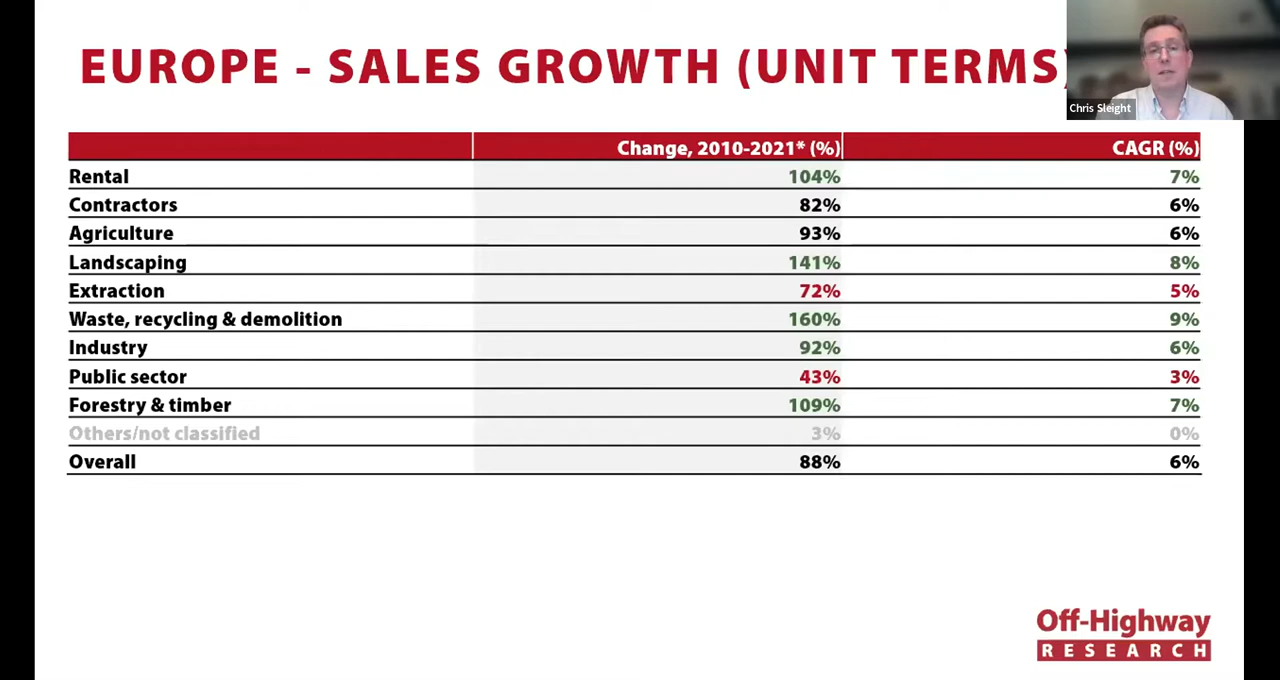 EUROPE - SALES GROWTH (UNIT TERMS)
Chris Sleight
Change, 2010-2021* (%) CAGR (%)
Rental 104% 7%
Contractors 82% 6%
Agriculture 93% 6%
Landscaping 141% 8%
Extraction 72% 5%
Waste, recycling & demolition 160% 9%
Industry 92% 6%
Public sector 43% 3%
Forestry & timber 109% 7%
Others/not classified 3% 0%
Overall 88% 6%
Off-Highway
RESEARCH